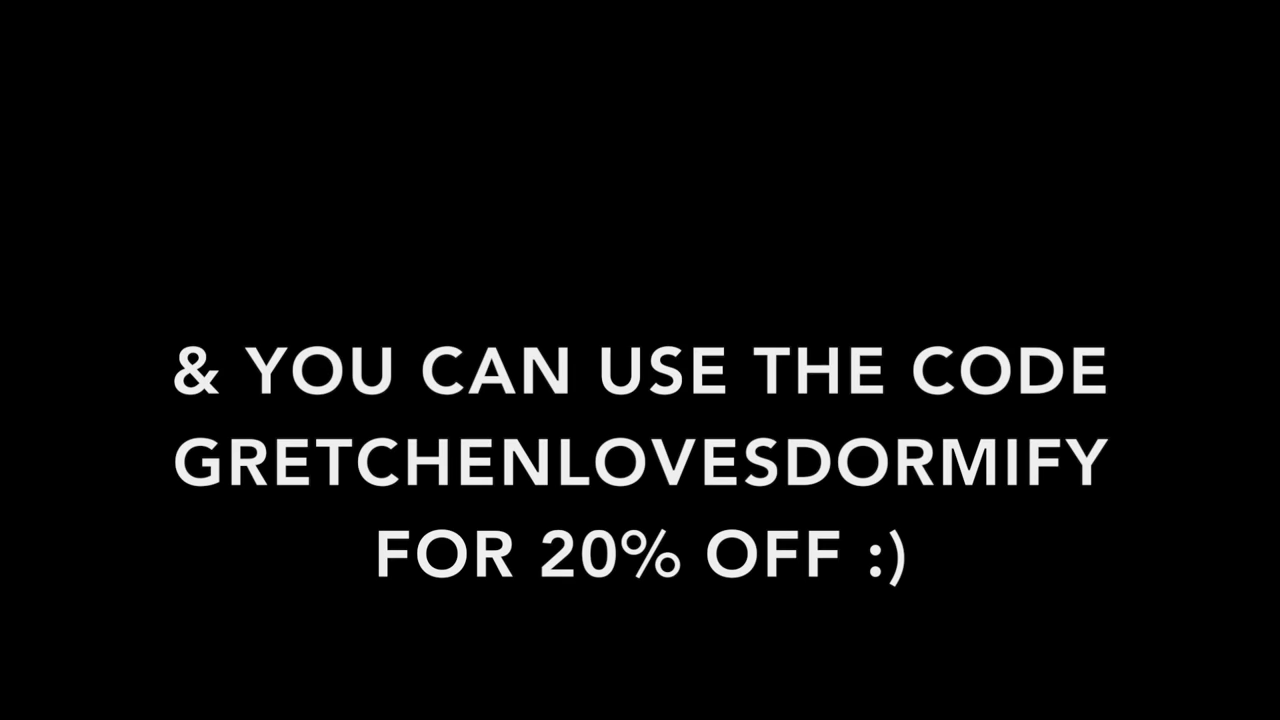 & YOU CAN USE THE CODE
GRETCHENLOVESDORMIFY
FOR 20% OFF :)